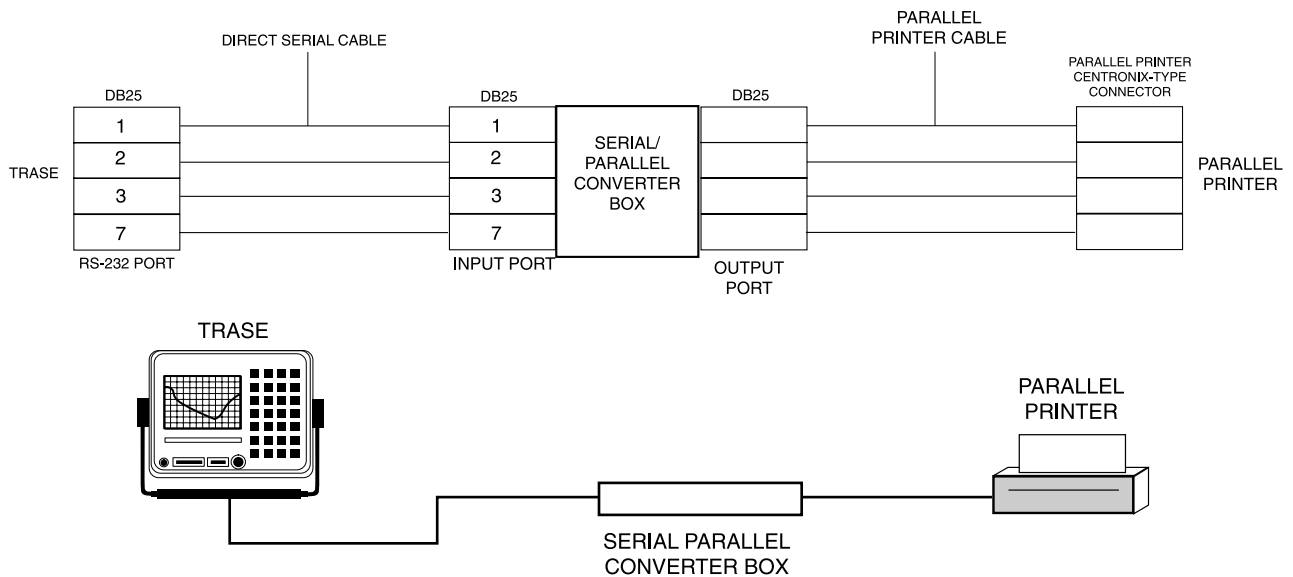 DIRECT SERIAL CABLE
PARALLEL
PRINTER CABLE
PARALLEL PRINTER
CENTRONIX-TYPE
CONNECTOR
DB25
DB25
DB25
TRASE
1
2
3
7
RS-232 PORT
1
2
3
7
INPUT PORT
SERIAL/
PARALLEL
CONVERTER
BOX
OUTPUT
PORT
PARALLEL
PRINTER
TRASE
PARALLEL
PRINTER
SERIAL PARALLEL
CONVERTER BOX